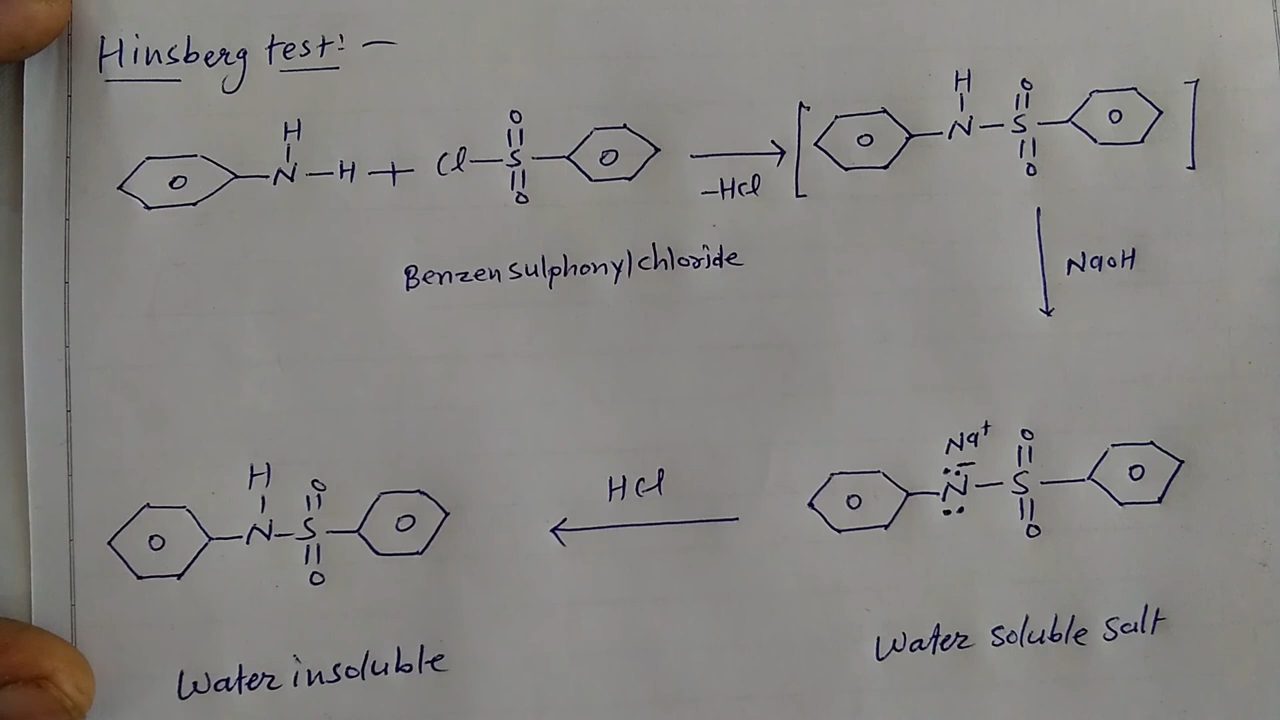 Hinsberg test:-
H H
O O
N-H + Cl-S N-S
O O
-HCl
Benzensulphonylchloride
NaOH
Na+
H O O
HCl
N-S N-S
O O
Water insoluble
Water soluble salt